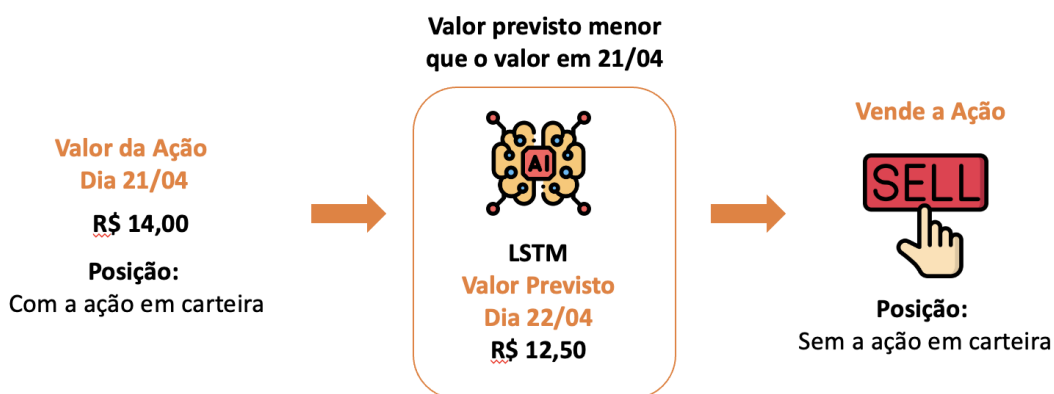 Valor da Ação
Dia 21/04
R$ 14,00
Posição:
Com a ação em carteira
Valor previsto menor
que o valor em 21/04
AI
LSTM
Valor Previsto
Dia 22/04
R$ 12,50
Vende a Ação
SELL
Posição:
Sem a ação em carteira